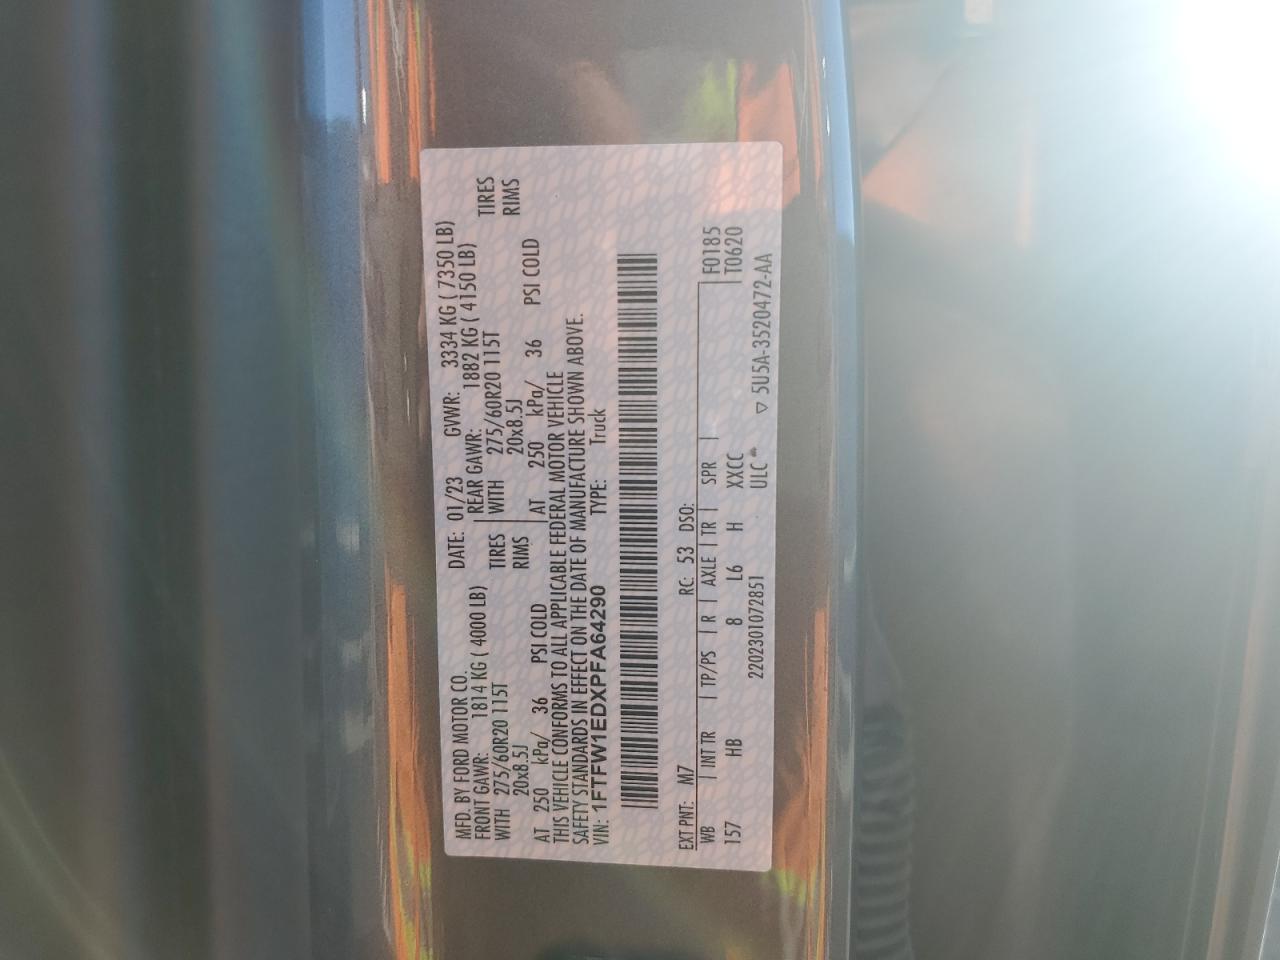 MFD. BY FORD MOTOR CO. DATE: 01/23 GVWR: 3334 KG ( 7350 LB)
FRONT GAWR: 1814 KG ( 4000 LB) REAR GAWR: 1882 KG ( 4150 LB)
WITH 275/60R20 115T TIRES WITH 275/60R20 115T TIRES
20x8.5J RIMS 20x8.5J RIMS
AT 250 kPa/ 36 PSI COLD AT 250 kPa/ 36 PSI COLD
THIS VEHICLE CONFORMS TO ALL APPLICABLE FEDERAL MOTOR VEHICLE
SAFETY STANDARDS IN EFFECT ON THE DATE OF MANUFACTURE SHOWN ABOVE.
VIN: 1FTFW1EDXPFA64290 TYPE: Truck
EXT PNT: M7 RC: 53 DSO:
WB | INT TR | TP/PS | R | AXLE | TR | SPR | F0185
157 HB 8 L6 H XXCC T0620
2202301072851 ULC ▽ 5U5A-3520472-AA